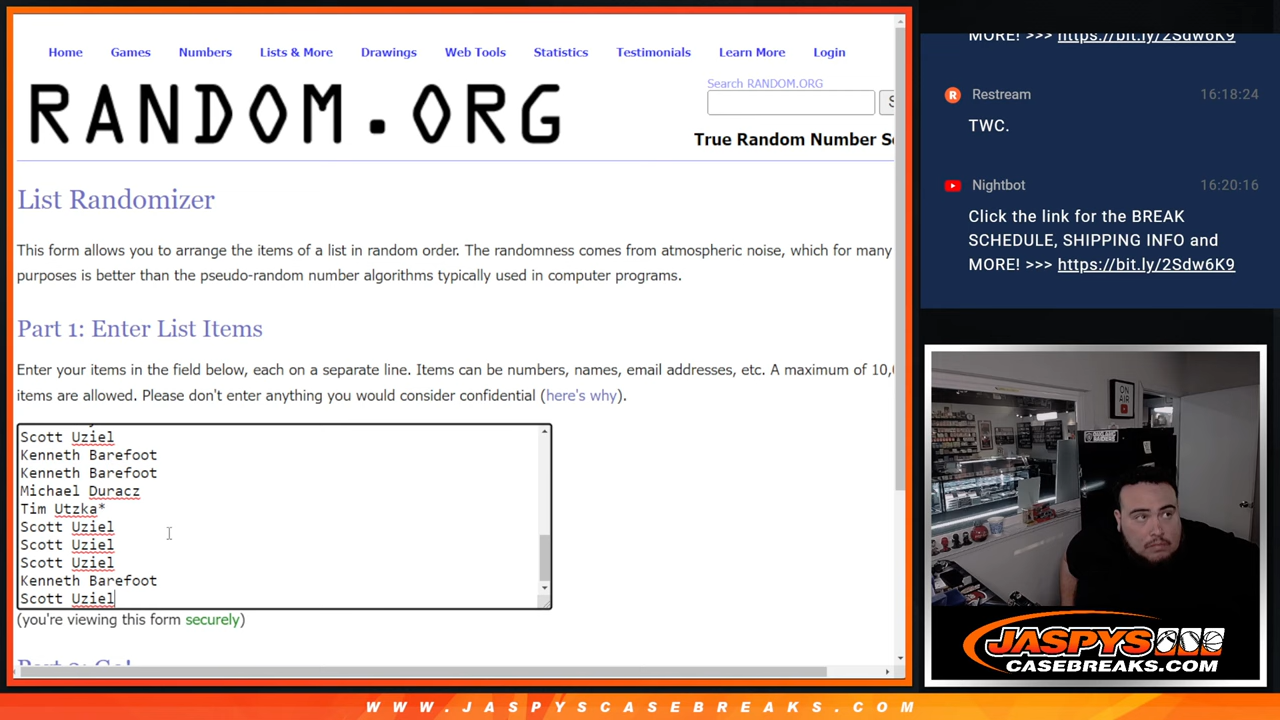 Home Games Numbers Lists & More Drawings Web Tools Statistics Testimonials Learn More Login
Search RANDOM.ORG
RANDOM.ORG
True Random Number Se
List Randomizer
This form allows you to arrange the items of a list in random order. The randomness comes from atmospheric noise, which for many
purposes is better than the pseudo-random number algorithms typically used in computer programs.
Part 1: Enter List Items
Enter your items in the field below, each on a separate line. Items can be numbers, names, email addresses, etc. A maximum of 10,
items are allowed. Please don't enter anything you would consider confidential (here's why).
Scott Uziel
Kenneth Barefoot
Kenneth Barefoot
Michael Duracz
Tim Utzka*
Scott Uziel
Scott Uziel
Scott Uziel
Kenneth Barefoot
Scott Uziel
(you're viewing this form securely)
Part 2: Go!
MORE! >>> https://bit.ly/2Sdw6K9
Restream 16:18:24
TWC.
Nightbot 16:20:16
Click the link for the BREAK
SCHEDULE, SHIPPING INFO and
MORE! >>> https://bit.ly/2Sdw6K9
ON
AIR
JASPYS
CASEBREAKS.COM
WWW.JASPYSCASEBREAKS.COM